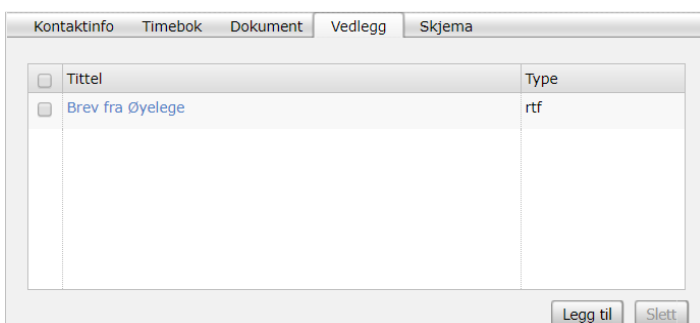 Kontaktinfo Timebok Dokument Vedlegg Skjema
Tittel Type
Brev fra Øyelege rtf
Legg til Slett